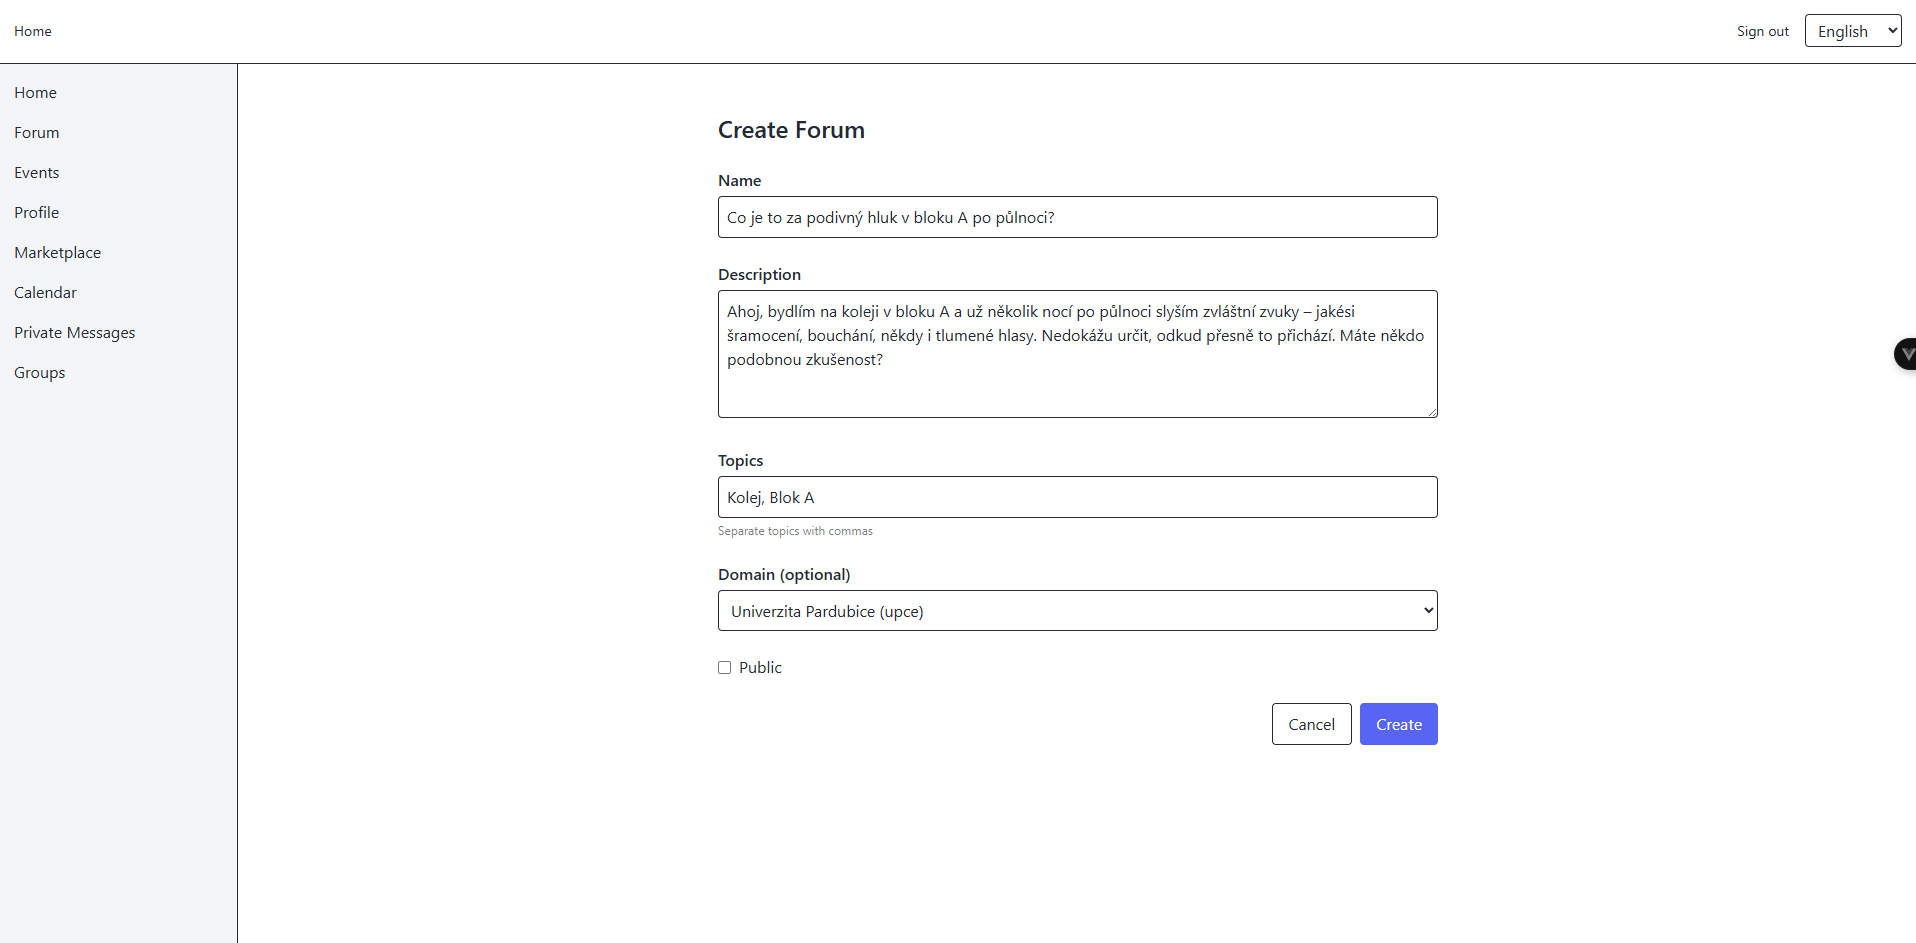 Home
Sign out
English
Home
Forum
Events
Profile
Marketplace
Calendar
Private Messages
Groups
Create Forum
Name
Co je to za podivný hluk v bloku A po půlnoci?
Description
Ahoj, bydlím na koleji v bloku A a už několik nocí po půlnoci slyším zvláštní zvuky – jakési
šramocení, bouchání, někdy i tlumené hlasy. Nedokážu určit, odkud přesně to přichází. Máte někdo
podobnou zkušenost?
Topics
Kolej, Blok A
Separate topics with commas
Domain (optional)
Univerzita Pardubice (upce)
Public
Cancel
Create